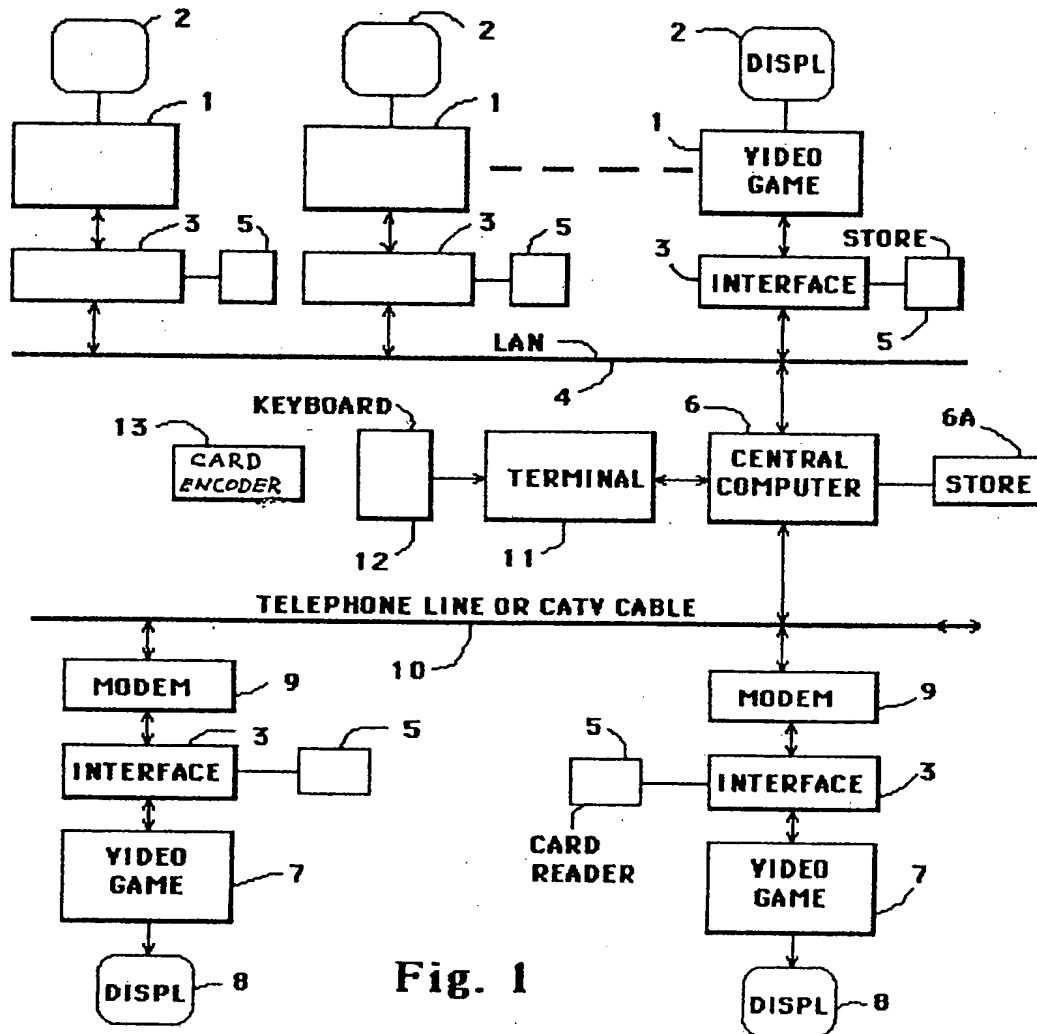 2
2
2
DISPL
1
1
1
VIDEO
GAME
3
5
3
5
3
INTERFACE
STORE
5
LAN
4
KEYBOARD
6
6A
13
CARD
ENCODER
TERMINAL
CENTRAL
COMPUTER
STORE
12
11
TELEPHONE LINE OR CATV CABLE
10
MODEM
9
MODEM
9
3
5
5
INTERFACE
INTERFACE
3
CARD
READER
VIDEO
GAME
7
VIDEO
GAME
7
DISPL
8
Fig. 1
DISPL
8